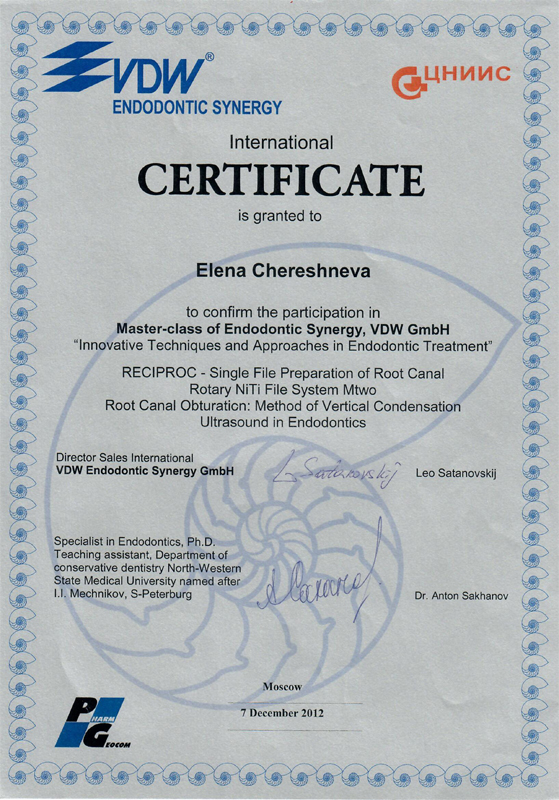 VDW®
ENDODONTIC SYNERGY
ЦНИИС
International
CERTIFICATE
is granted to
Elena Chereshneva
to confirm the participation in
Master-class of Endodontic Synergy, VDW GmbH
“Innovative Techniques and Approaches in Endodontic Treatment”
RECIPROC - Single File Preparation of Root Canal
Rotary NiTi File System Mtwo
Root Canal Obturation: Method of Vertical Condensation
Ultrasound in Endodontics
Director Sales International
VDW Endodontic Synergy GmbH
L Satanovskij
Leo Satanovskij
Specialist in Endodontics, Ph.D.
Teaching assistant, Department of
conservative dentistry North-Western
State Medical University named after
I.I. Mechnikov, S-Peterburg
Dr. Anton Sakhanov
Moscow
7 December 2012
PHARM
GEOCOM